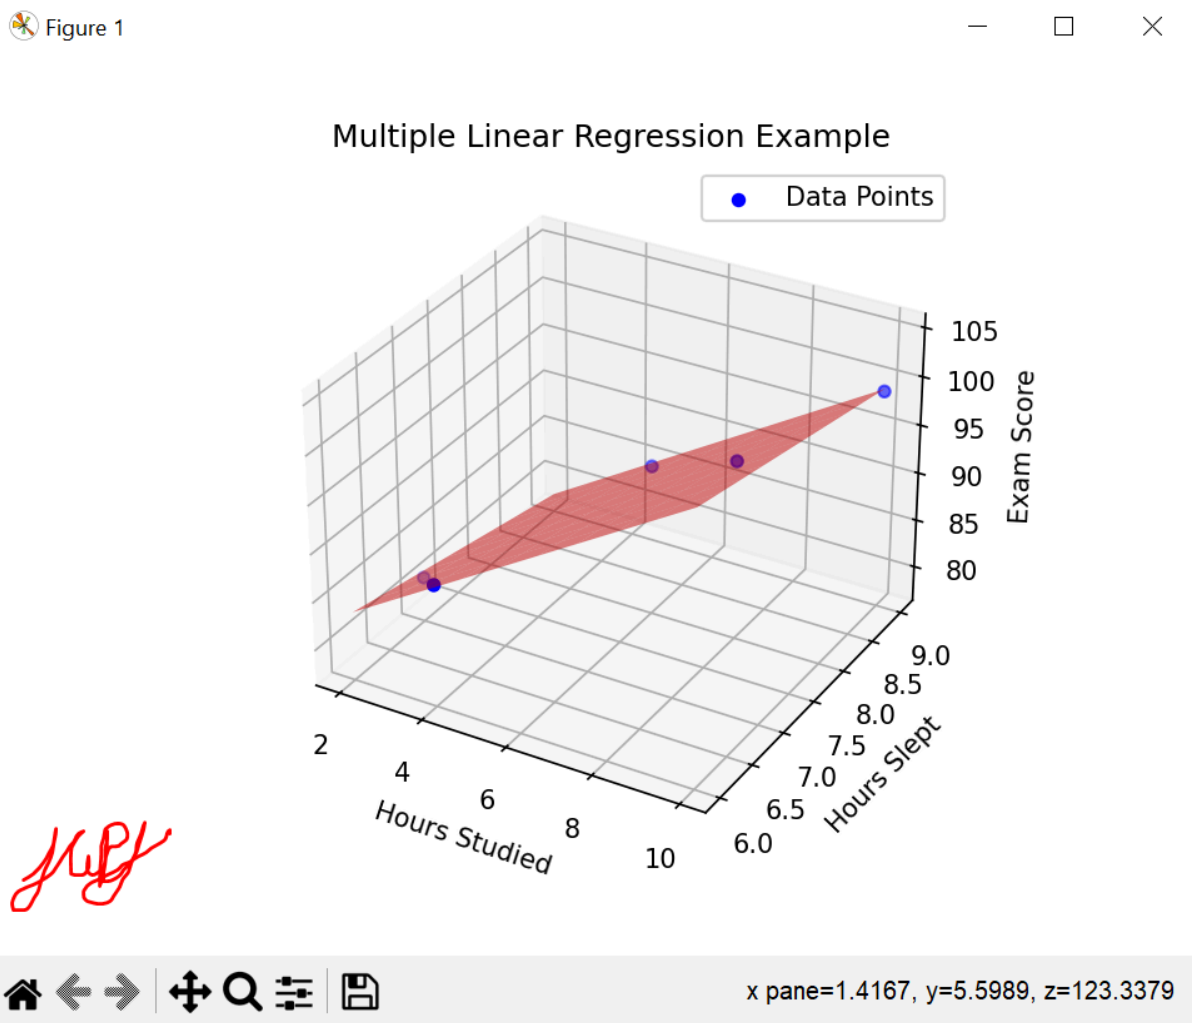 Figure 1
Multiple Linear Regression Example
Data Points
105
100
95
90
85
80
Exam Score
9.0
8.5
8.0
7.5
7.0
6.5
6.0
Hours Slept
2
4
6
8
10
Hours Studied
x pane=1.4167, y=5.5989, z=123.3379